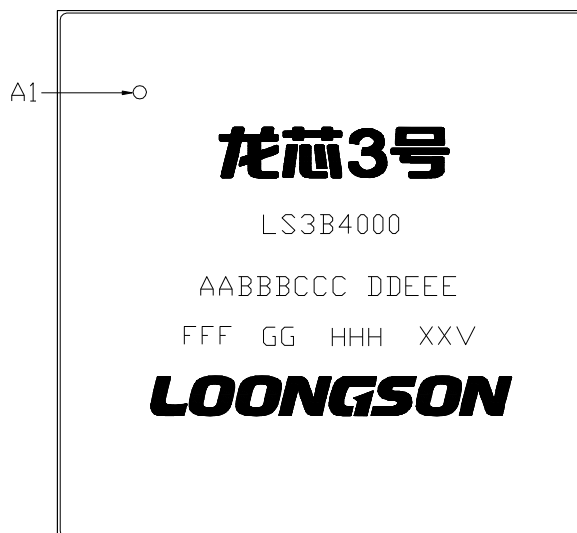 A1
龙芯3号
LS3B4000
AABBBCCC DDEEE
FFF GG HHH XXV
LOONGSON